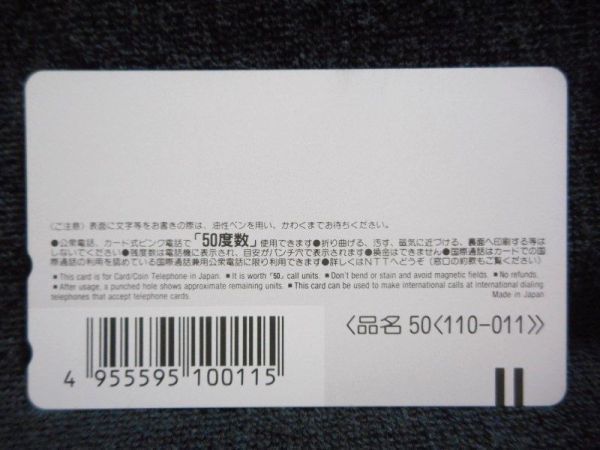 〈ご注意〉表面に文字等をお書きの際は、油性ペンを用い、かわくまでお待ちください。
●公衆電話、カード式ピンク電話で「50度数」使用できます●折り曲げる、汚す、磁気に近づける、裏面へ印刷する等は
しないでください●残度数は電話機に表示され、目安がパンチ穴で表示されます●換金はできません●国際通話はカードでの国
際通話の利用を認めている国際通話兼用公衆電話に限り利用できます●詳しくはNTTへどうぞ（窓口の約款もご覧ください）
■This card is for Card/Coin Telephone in Japan. ■It is worth「50」call units. ■Don't bend or stain and avoid magnetic fields. ■No refunds.
■After usage, a punched hole shows approximate remaining units. ■This card can be used to make international calls at international dialing
telephones that accept telephone cards. Made in Japan
〈品名 50〈110-011〉〉
4 955595 100115